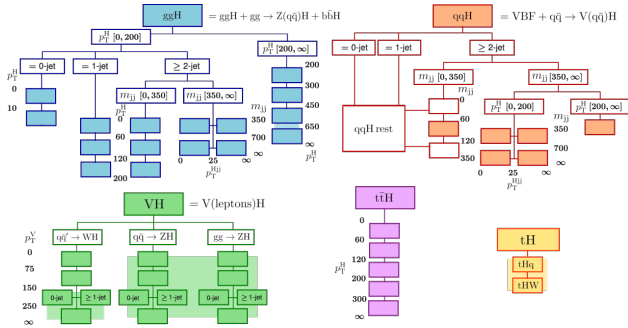 ggH = ggH + gg → Z(qq̄)H + bb̄H
p_T^H [0, 200]
p_T^H [200, ∞]
= 0-jet
= 1-jet
≥ 2-jet
p_T^H
0
10
m_jj [0, 350]
m_jj [350, ∞]
p_T^H
0
60
120
200
0
60
120
200
m_jj
350
700
∞
0
25
∞
p_T^Hjj
200
300
450
650
∞
p_T^H
qqH = VBF + qq̄ → V(qq̄)H
= 0-jet
= 1-jet
≥ 2-jet
m_jj [0, 350]
m_jj [350, ∞]
qqH rest
m_jj
0
60
120
350
p_T^H [0, 200]
p_T^H [200, ∞]
m_jj
350
700
∞
0
25
∞
p_T^Hjj
VH = V(leptons)H
p_T^V
qq̄′ → WH
qq̄ → ZH
gg → ZH
0
75
150
250
∞
0-jet
≥ 1-jet
0-jet
≥ 1-jet
0-jet
≥ 1-jet
tt̄H
p_T^H
0
60
120
200
300
∞
tH
tHq
tHW